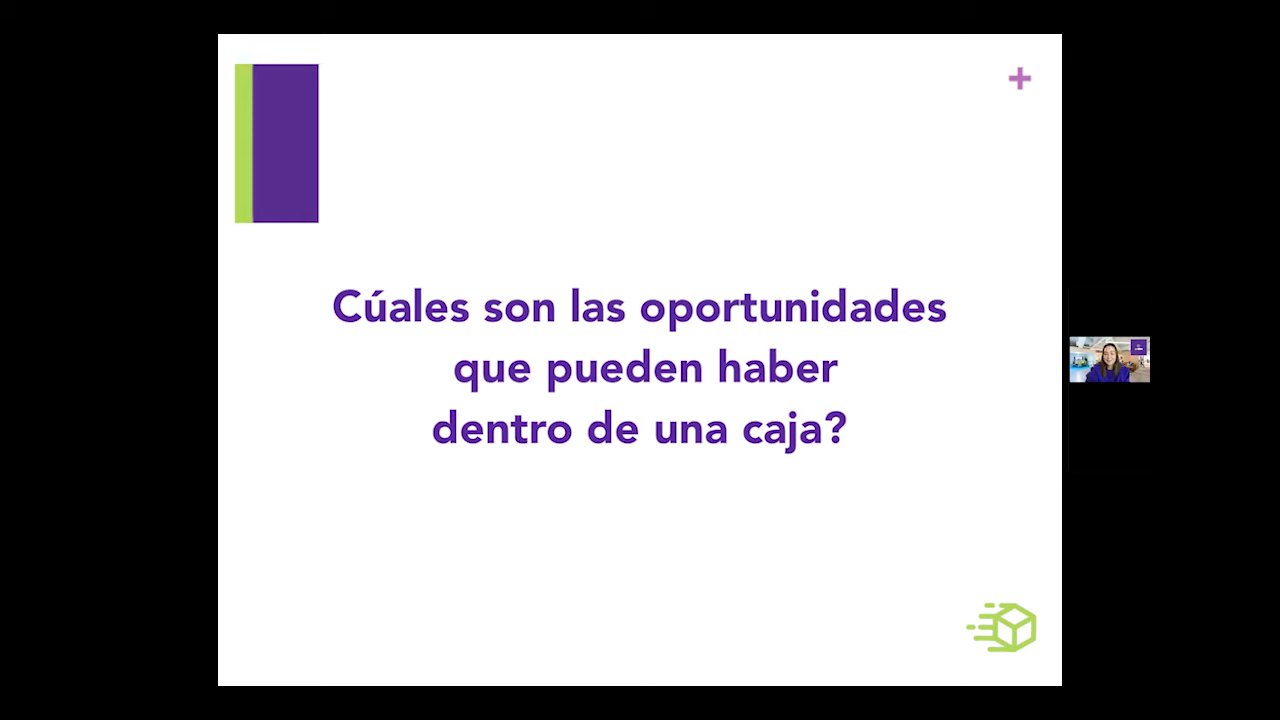 Cúales son las oportunidades
que pueden haber
dentro de una caja?